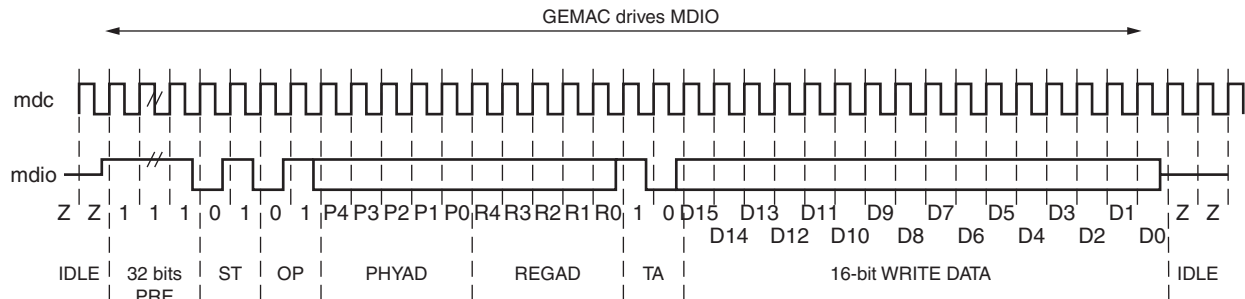 GEMAC drives MDIO
mdc
mdio
Z Z 1 1 1 0 1 0 1 P4 P3 P2 P1 P0 R4 R3 R2 R1 R0 1 0 D15 D13 D11 D9 D7 D5 D3 D1 Z Z
D14 D12 D10 D8 D6 D4 D2 D0
IDLE 32 bits ST OP PHYAD REGAD TA 16-bit WRITE DATA IDLE
PRE